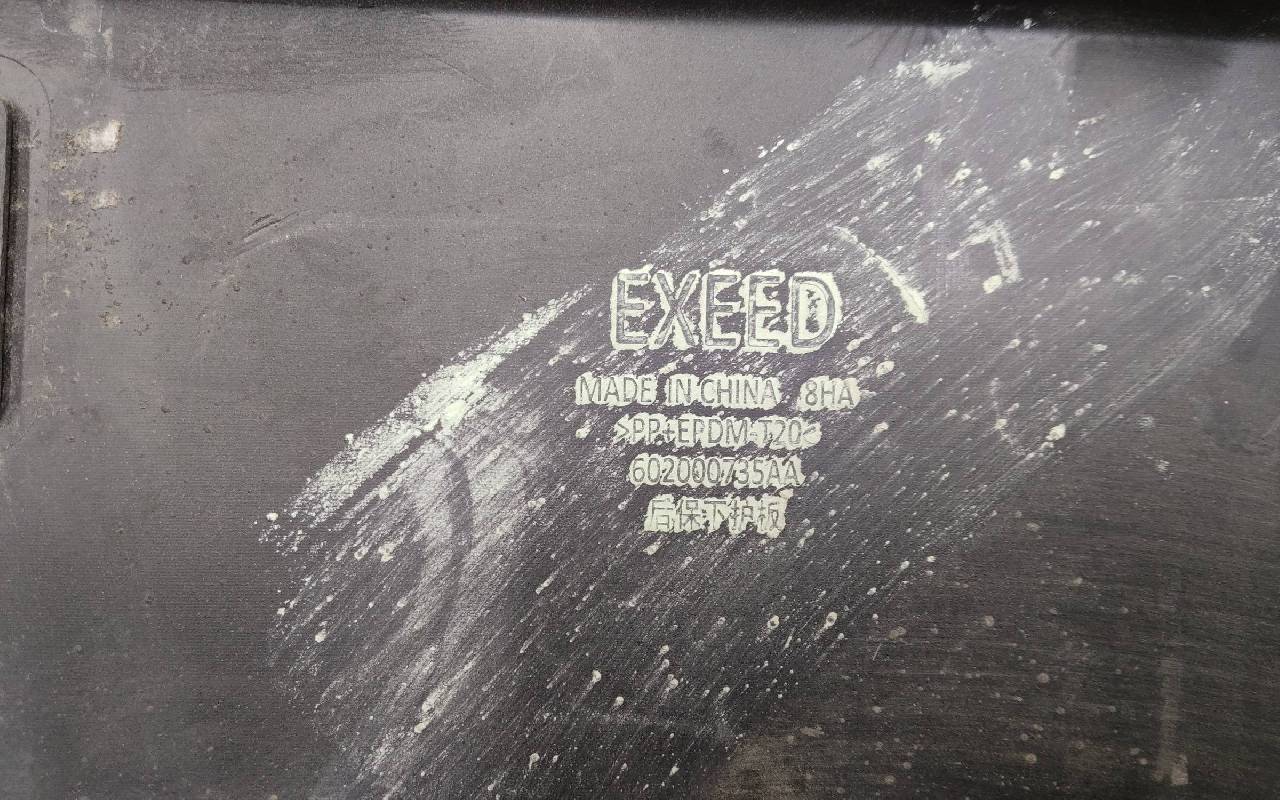 EXEED
MADE IN CHINA 8HA
>PP+EPDM-T20<
602000735AA
后保下护板